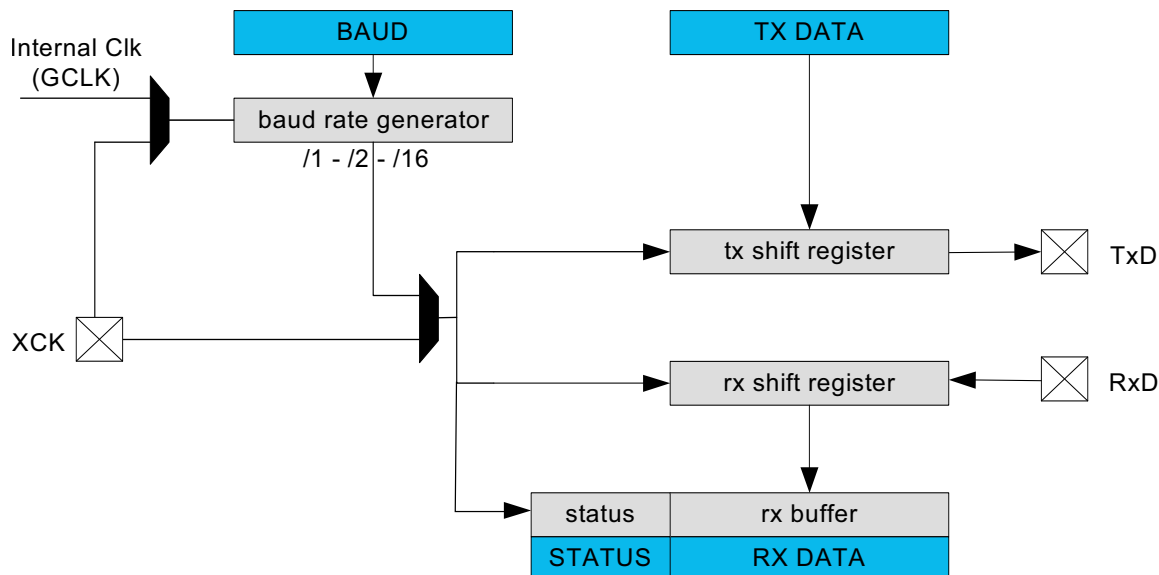 BAUD
TX DATA
Internal Clk
(GCLK)
baud rate generator
/1 - /2 - /16
tx shift register
TxD
XCK
rx shift register
RxD
status
rx buffer
STATUS
RX DATA